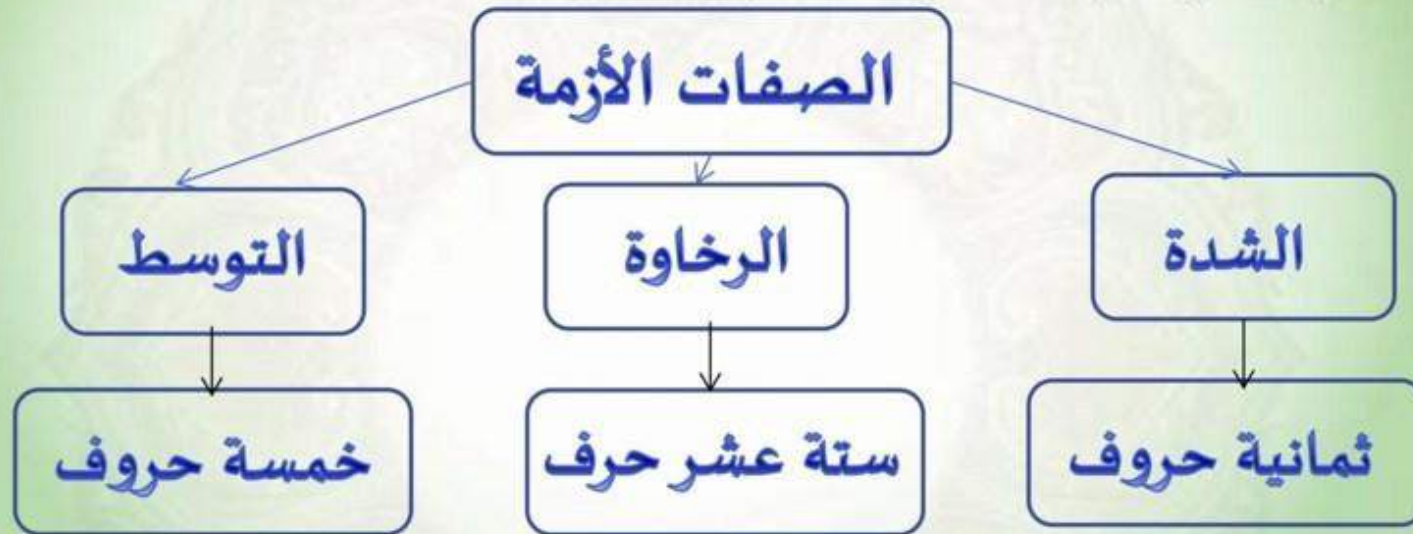 الصفات الأزمة
الشدة
الرخاوة
التوسط
ثمانية حروف
ستة عشر حرف
خمسة حروف